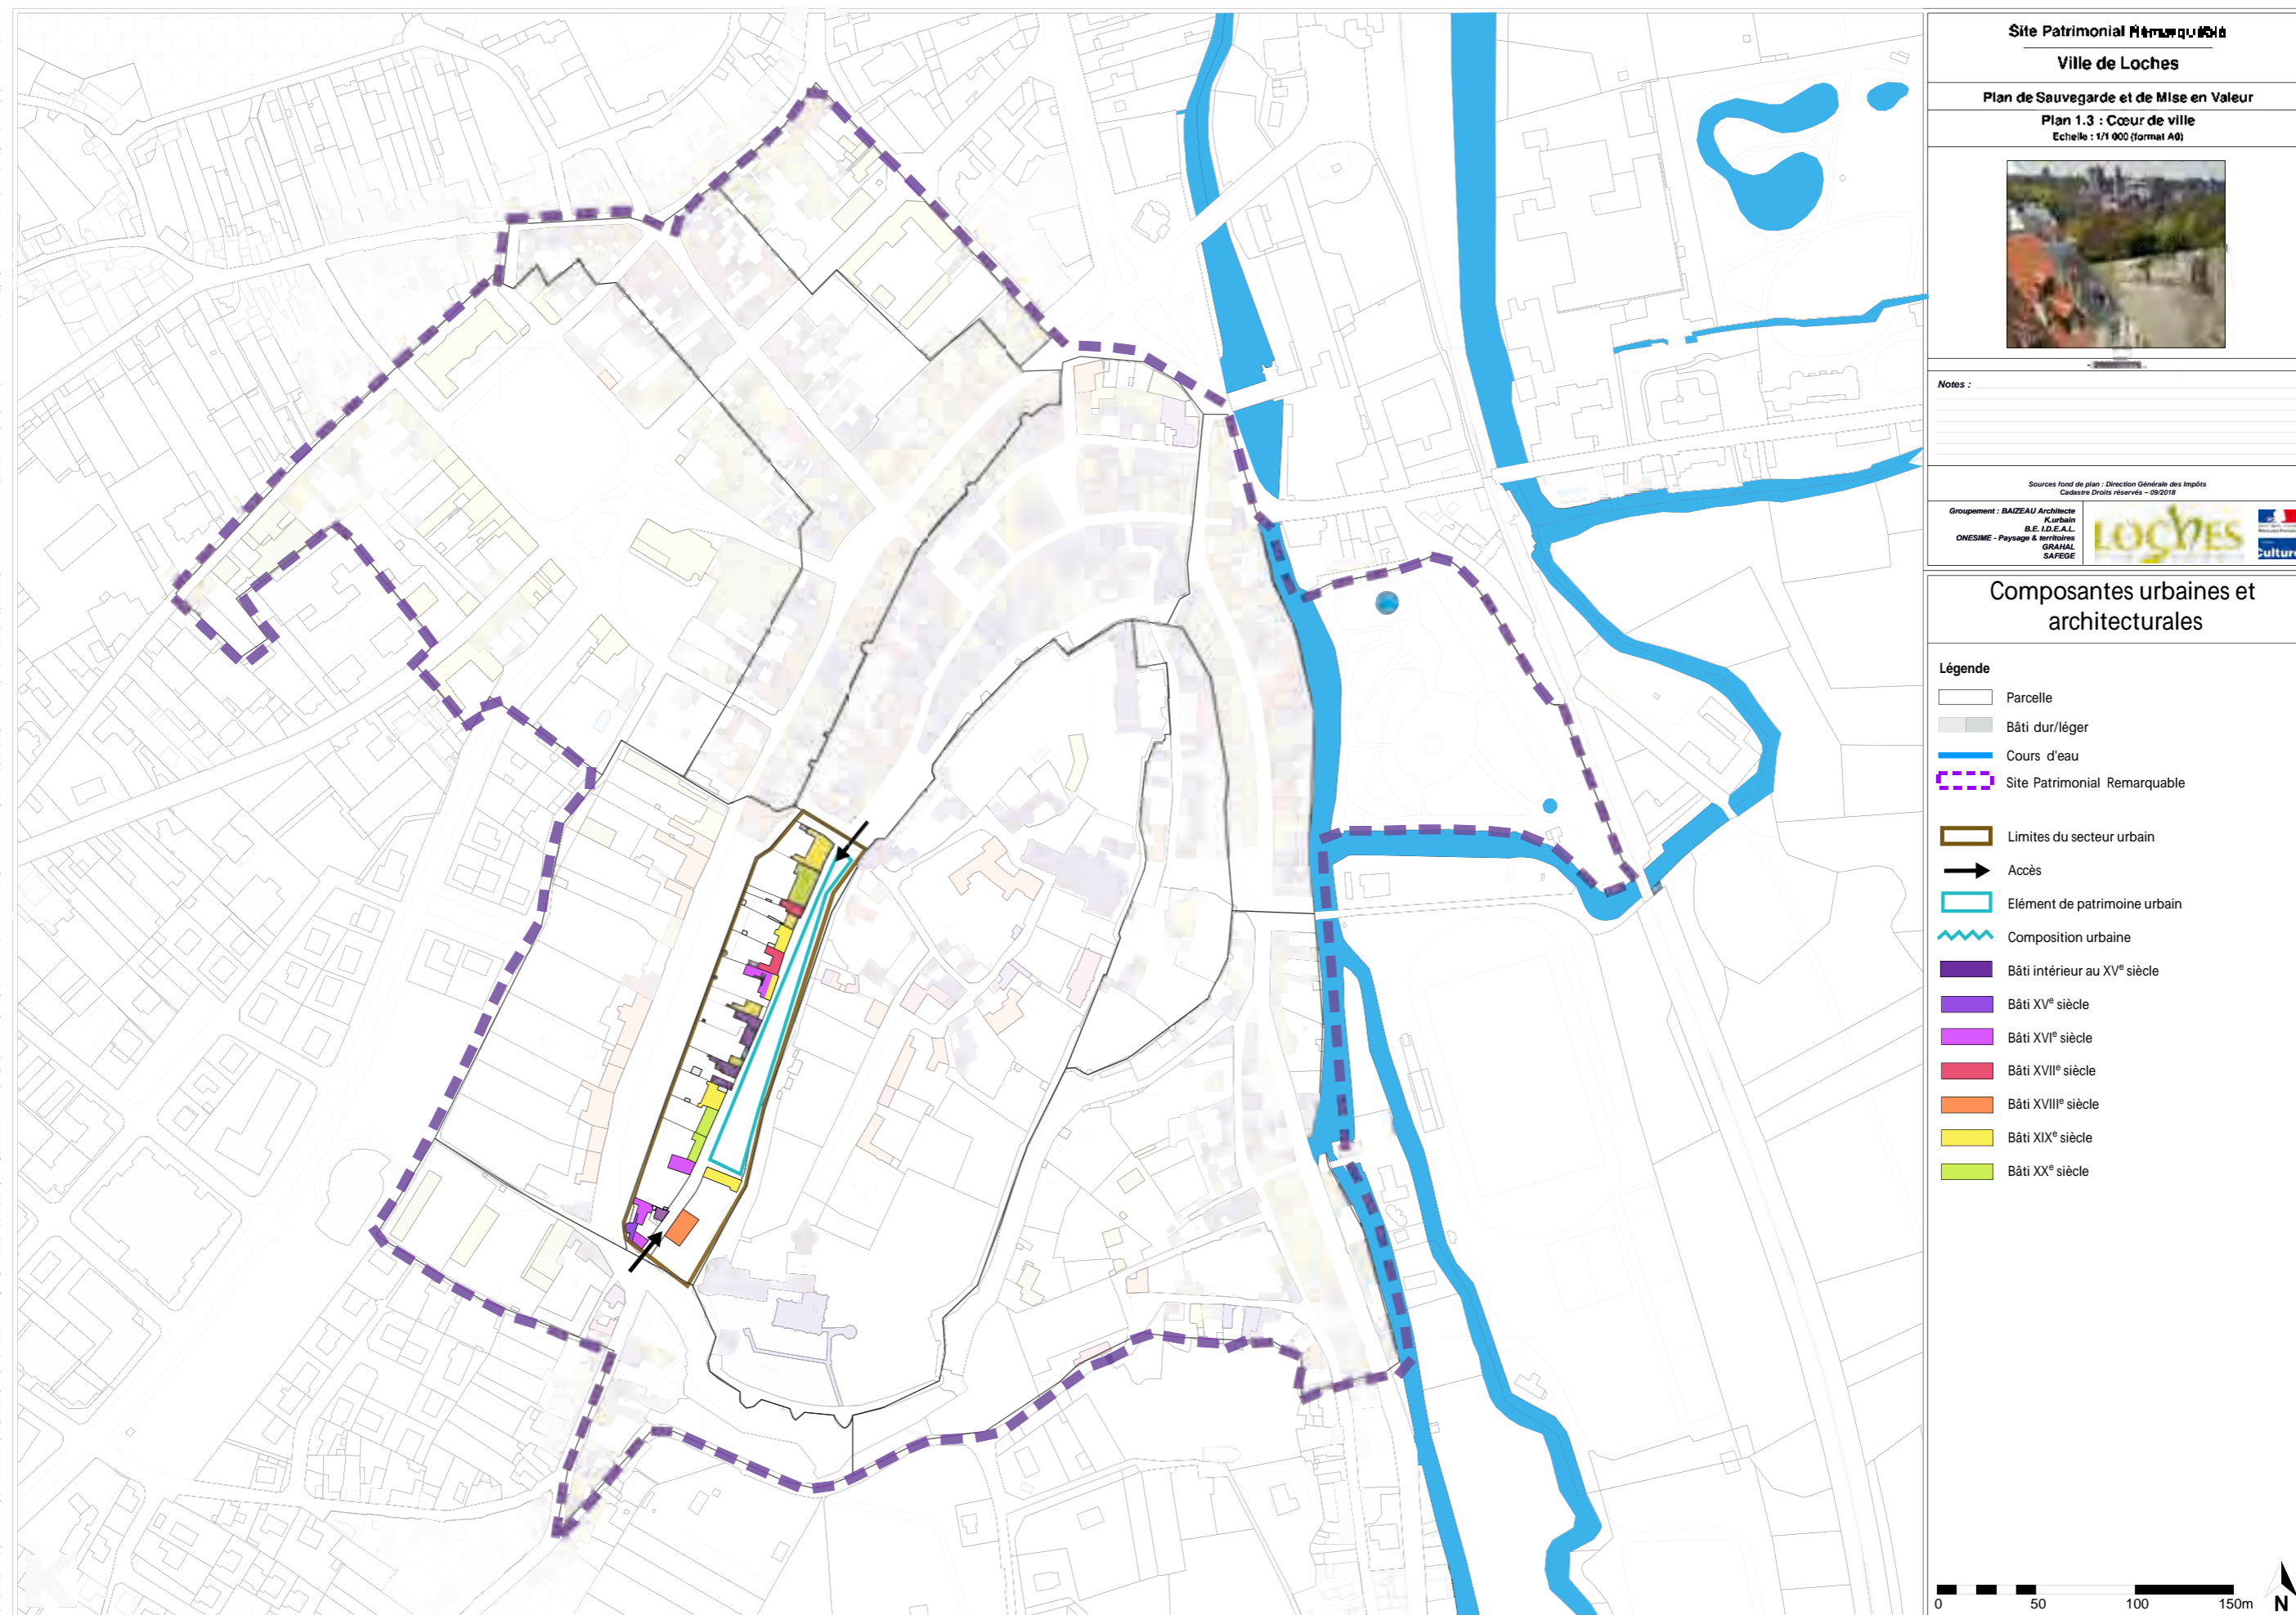 Site Patrimonial
Ville de Loches
Plan de Sauvegarde et de Mise en Valeur
Plan 1.3 : Cœur de ville
Echelle : 1/1 000 (format A0)
Notes :
Sources fond de plan : Direction Générale des Impôts
Cadastre Droits réservés – 09/2018
Groupement : BAIZEAU Architecte
K.urbain
B.E. I.D.E.A.L.
ONESIME - Paysage & territoires
GRAHAL
SAFEGE
LOCHES
Culture
Composantes urbaines et
architecturales
Légende
Parcelle
Bâti dur/léger
Cours d'eau
Site Patrimonial Remarquable
Limites du secteur urbain
Accès
Elément de patrimoine urbain
Composition urbaine
Bâti intérieur au XVe siècle
Bâti XVe siècle
Bâti XVIe siècle
Bâti XVIIe siècle
Bâti XVIIIe siècle
Bâti XIXe siècle
Bâti XXe siècle
0 50 100 150m
N